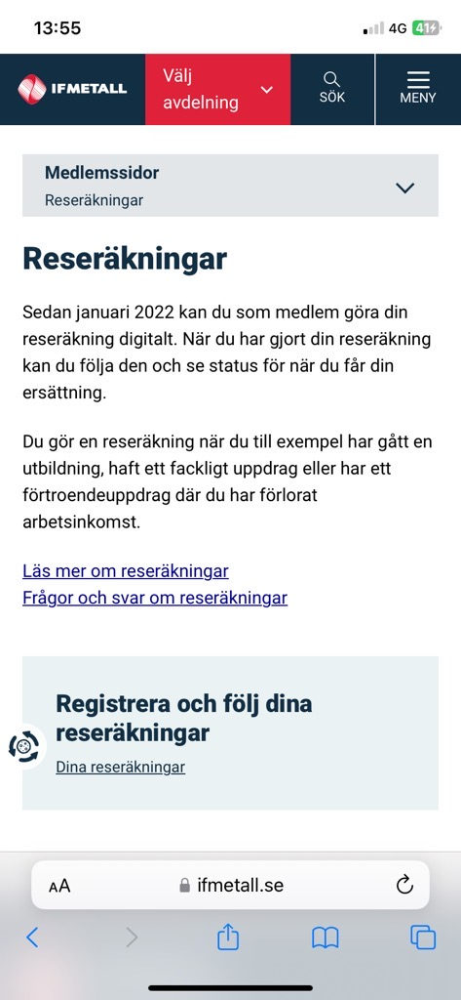 13:55
4G
41
IFMETALL
Välj
avdelning
SÖK
MENY
Medlemssidor
Reseräkningar
Reseräkningar
Sedan januari 2022 kan du som medlem göra din
reseräkning digitalt. När du har gjort din reseräkning
kan du följa den och se status för när du får din
ersättning.
Du gör en reseräkning när du till exempel har gått en
utbildning, haft ett fackligt uppdrag eller har ett
förtroendeuppdrag där du har förlorat
arbetsinkomst.
Läs mer om reseräkningar
Frågor och svar om reseräkningar
Registrera och följ dina
reseräkningar
Dina reseräkningar
AA
ifmetall.se